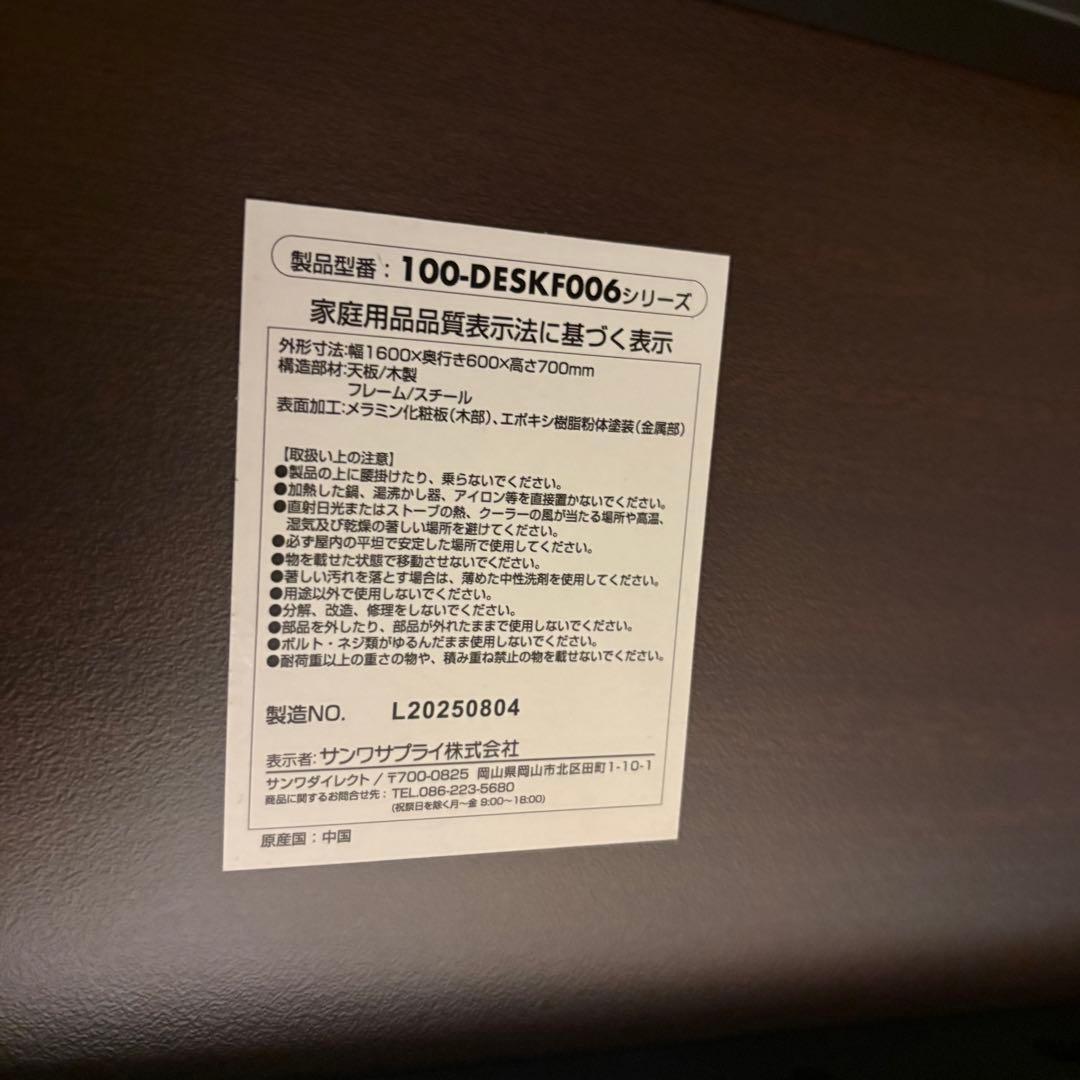 製品型番：100-DESKF006シリーズ
家庭用品品質表示法に基づく表示
外形寸法:幅1600×奥行き600×高さ700mm
構造部材:天板/木製
フレーム/スチール
表面加工:メラミン化粧板(木部)、エポキシ樹脂粉体塗装(金属部)
【取扱い上の注意】
●製品の上に腰掛けたり、乗らないでください。
●加熱した鍋、湯沸かし器、アイロン等を直接置かないでください。
●直射日光またはストーブの熱、クーラーの風が当たる場所や高温、
湿気及び乾燥の著しい場所を避けてください。
●必ず屋内の平坦で安定した場所で使用してください。
●物を載せた状態で移動させないでください。
●著しい汚れを落とす場合は、薄めた中性洗剤を使用してください。
●用途以外で使用しないでください。
●分解、改造、修理をしないでください。
●部品を外したり、部品が外れたままで使用しないでください。
●ボルト・ネジ類がゆるんだまま使用しないでください。
●耐荷重以上の重さの物や、積み重ね禁止の物を載せないでください。
製造NO. L20250804
表示者:サンワサプライ株式会社
サンワダイレクト / 〒700-0825 岡山県岡山市北区田町1-10-1
商品に関するお問合せ先： TEL.086-223-5680
(祝祭日を除く月〜金 9:00〜18:00)
原産国：中国